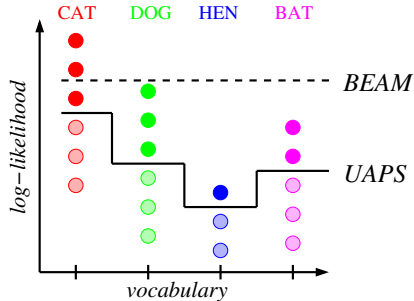 CAT DOG HEN BAT
BEAM
UAPS
log-likelihood
vocabulary